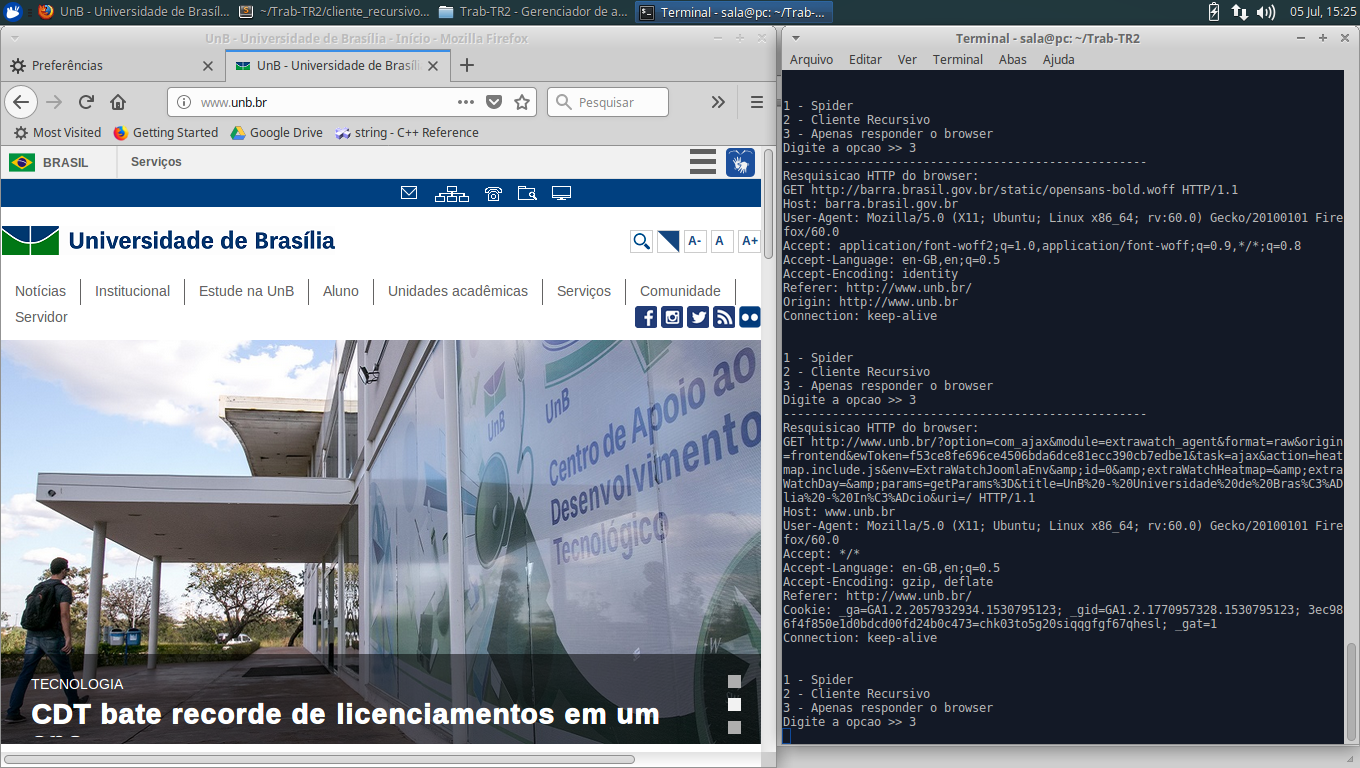 UnB - Universidade de Brasíl... ~/Trab-TR2/cliente_recursivo... Trab-TR2 - Gerenciador de a... Terminal - sala@pc: ~/Trab-... 05 Jul, 15:25
UnB - Universidade de Brasília - Início - Mozilla Firefox
Preferências UnB - Universidade de Brasíli
www.unb.br Pesquisar
Most Visited Getting Started Google Drive string - C++ Reference
BRASIL Serviços
Universidade de Brasília A- A A+
Notícias Institucional Estude na UnB Aluno Unidades acadêmicas Serviços Comunidade
Servidor
UnB
UnB
Centro de Apoio ao
Desenvolvimento
Tecnológico
TECNOLOGIA
CDT bate recorde de licenciamentos em um
Terminal - sala@pc: ~/Trab-TR2
Arquivo Editar Ver Terminal Abas Ajuda
1 - Spider
2 - Cliente Recursivo
3 - Apenas responder o browser
Digite a opcao >> 3
----------------------------------------------------
Resquisicao HTTP do browser:
GET http://barra.brasil.gov.br/static/opensans-bold.woff HTTP/1.1
Host: barra.brasil.gov.br
User-Agent: Mozilla/5.0 (X11; Ubuntu; Linux x86_64; rv:60.0) Gecko/20100101 Fire
fox/60.0
Accept: application/font-woff2;q=1.0,application/font-woff;q=0.9,*/*;q=0.8
Accept-Language: en-GB,en;q=0.5
Accept-Encoding: identity
Referer: http://www.unb.br/
Origin: http://www.unb.br
Connection: keep-alive
1 - Spider
2 - Cliente Recursivo
3 - Apenas responder o browser
Digite a opcao >> 3
----------------------------------------------------
Resquisicao HTTP do browser:
GET http://www.unb.br/?option=com_ajax&module=extrawatch_agent&format=raw&origin
=frontend&ewToken=f53ce8fe696ce4506bda6dce81ecc390cb7edbe1&task=ajax&action=heat
map.include.js&env=ExtraWatchJoomlaEnv&amp;id=0&amp;extraWatchHeatmap=&amp;extra
WatchDay=&amp;params=getParams%3D&title=UnB%20-%20Universidade%20de%20Bras%C3%AD
lia%20-%20In%C3%ADcio&uri=/ HTTP/1.1
Host: www.unb.br
User-Agent: Mozilla/5.0 (X11; Ubuntu; Linux x86_64; rv:60.0) Gecko/20100101 Fire
fox/60.0
Accept: */*
Accept-Language: en-GB,en;q=0.5
Accept-Encoding: gzip, deflate
Referer: http://www.unb.br/
Cookie: _ga=GA1.2.2057932934.1530795123; _gid=GA1.2.1770957328.1530795123; 3ec98
6f4f850e1d0bdcd00fd24b0c473=chk03to5g20siqqgfgf67qhesl; _gat=1
Connection: keep-alive
1 - Spider
2 - Cliente Recursivo
3 - Apenas responder o browser
Digite a opcao >> 3